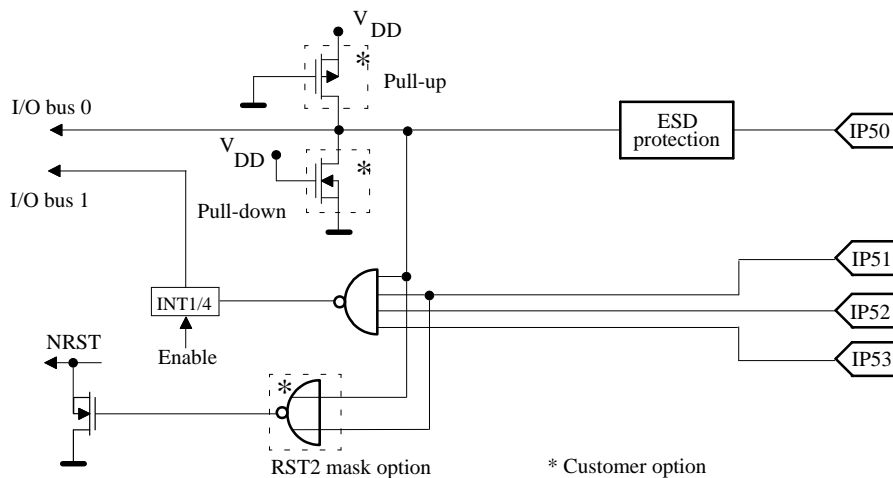 V
DD
*
Pull-up
I/O bus 0
ESD
protection
IP50
V
DD
*
I/O bus 1
Pull-down
IP51
INT1/4
IP52
NRST
Enable
IP53
*
RST2 mask option
* Customer option